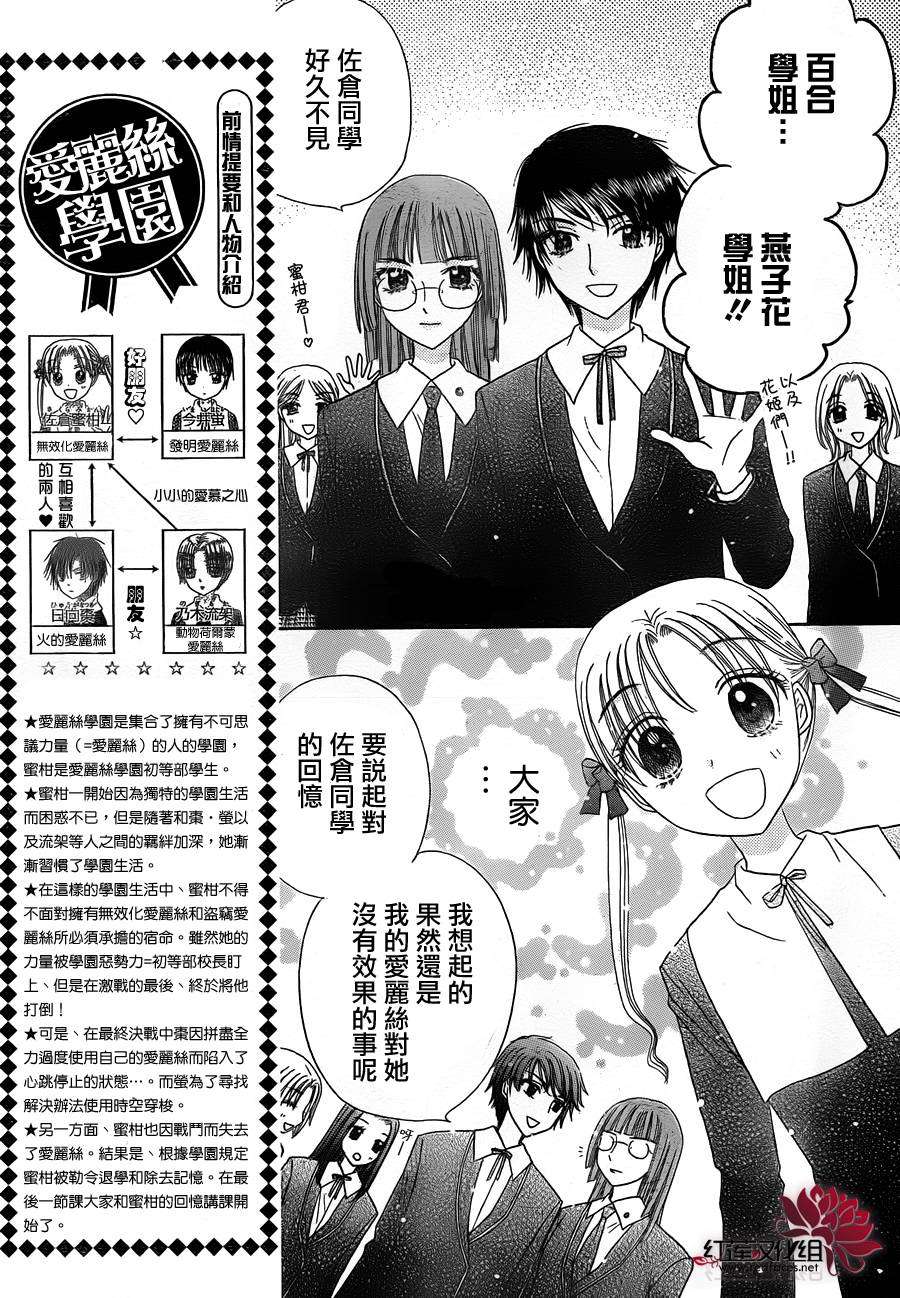 百合
學姐…
燕子花
學姐!!
佐倉同學
好久不見
蜜柑君ー♡
以及
花姬們ー!!
大家
…
要說起對
佐倉同學
的回憶
我想起的
果然還是
我的愛麗絲對她
沒有效果的事呢
呀
前情提要和人物介紹
愛麗絲
學園
佐倉蜜柑
無效化愛麗絲
好朋友♡
今井螢
發明愛麗絲
互相喜歡
的兩人♥
小小的愛慕之心
日向棗
火的愛麗絲
朋友☆
乃木流架
動物荷爾蒙
愛麗絲
☆ ☆ ☆ ☆ ☆ ☆ ☆
★愛麗絲學園是集合了擁有不可思
議力量（=愛麗絲）的人的學園，
蜜柑是愛麗絲學園初等部學生。
★蜜柑一開始因為獨特的學園生活
而困惑不已，但是隨著和棗・螢以
及流架等人之間的羈絆加深，她漸
漸習慣了學園生活。
★在這樣的學園生活中、蜜柑不得
不面對擁有無效化愛麗絲和盜竊愛
麗絲所必須承擔的宿命。雖然她的
力量被學園惡勢力=初等部校長盯
上、但是在激戰的最後、終於將他
打倒！
★可是、在最終決戰中棗因拼盡全
力過度使用自己的愛麗絲而陷入了
心跳停止的狀態…。而螢為了尋找
解決辦法使用時空穿梭。
★另一方面、蜜柑也因戰鬥而失去
了愛麗絲。結果是、根據學園規定
蜜柑被勒令退學和除去記憶。在最
後一節課大家和蜜柑的回憶講課開
始了。
红莲汉化组